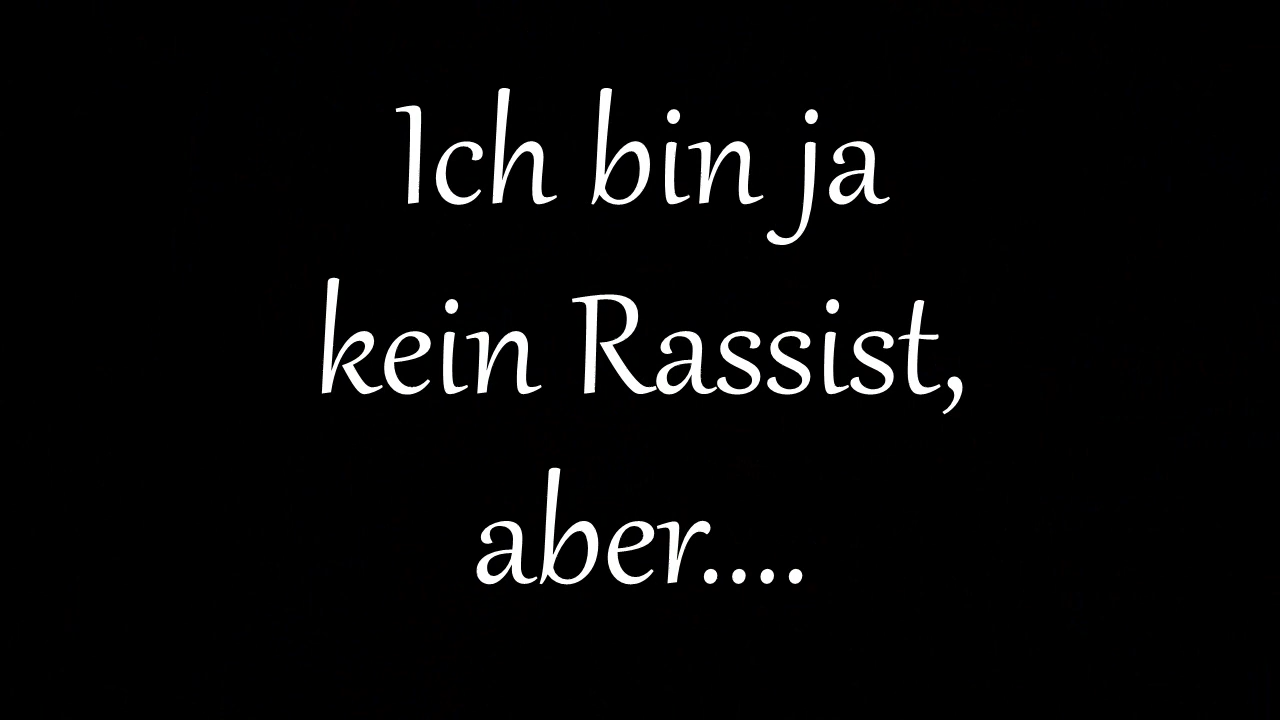 Ich bin ja
kein Rassist,
aber....